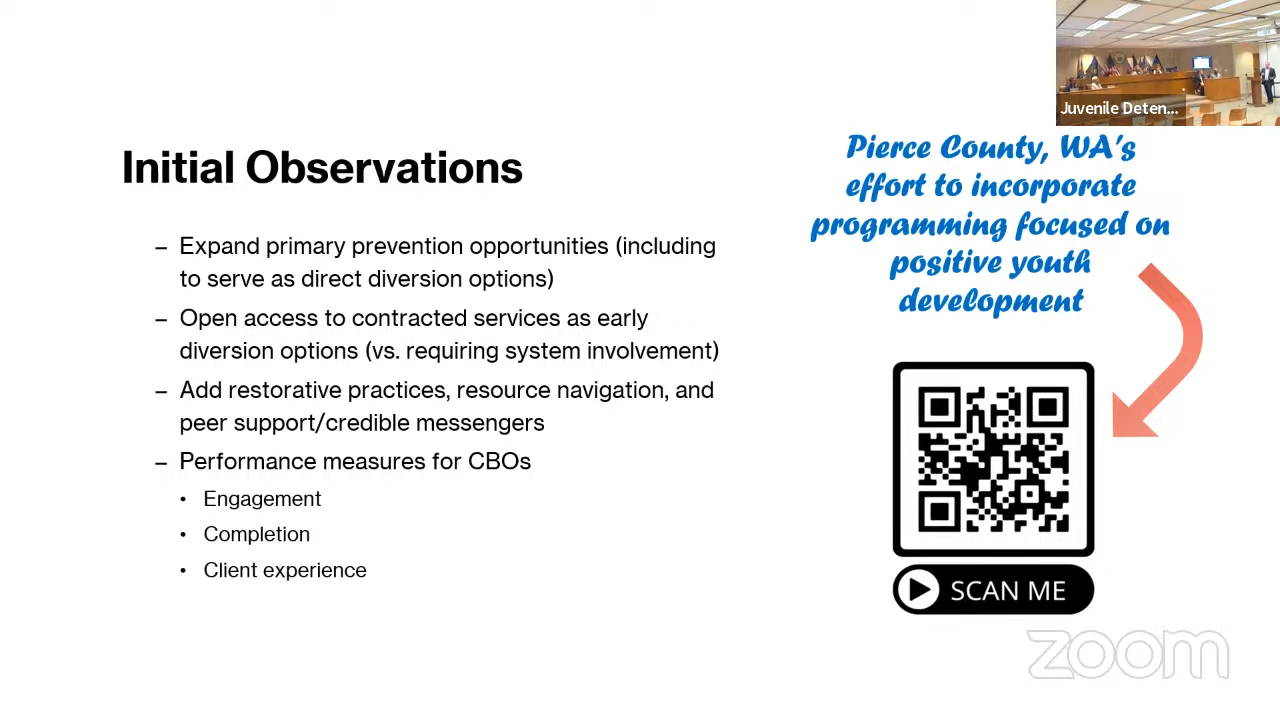 Juvenile Deten...
Initial Observations
– Expand primary prevention opportunities (including
to serve as direct diversion options)
– Open access to contracted services as early
diversion options (vs. requiring system involvement)
– Add restorative practices, resource navigation, and
peer support/credible messengers
– Performance measures for CBOs
• Engagement
• Completion
• Client experience
Pierce County, WA's
effort to incorporate
programming focused on
positive youth
development
SCAN ME
zoom